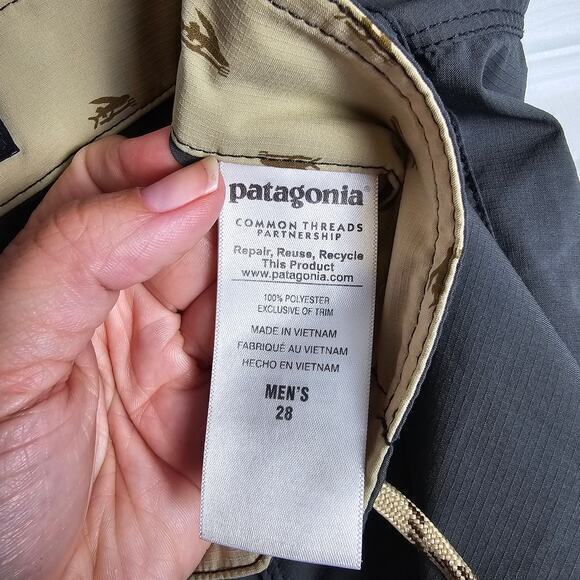 patagonia®
COMMON THREADS
PARTNERSHIP
Repair, Reuse, Recycle
This Product
www.patagonia.com
100% POLYESTER
EXCLUSIVE OF TRIM
MADE IN VIETNAM
FABRIQUÉ AU VIETNAM
HECHO EN VIETNAM
MEN'S
28